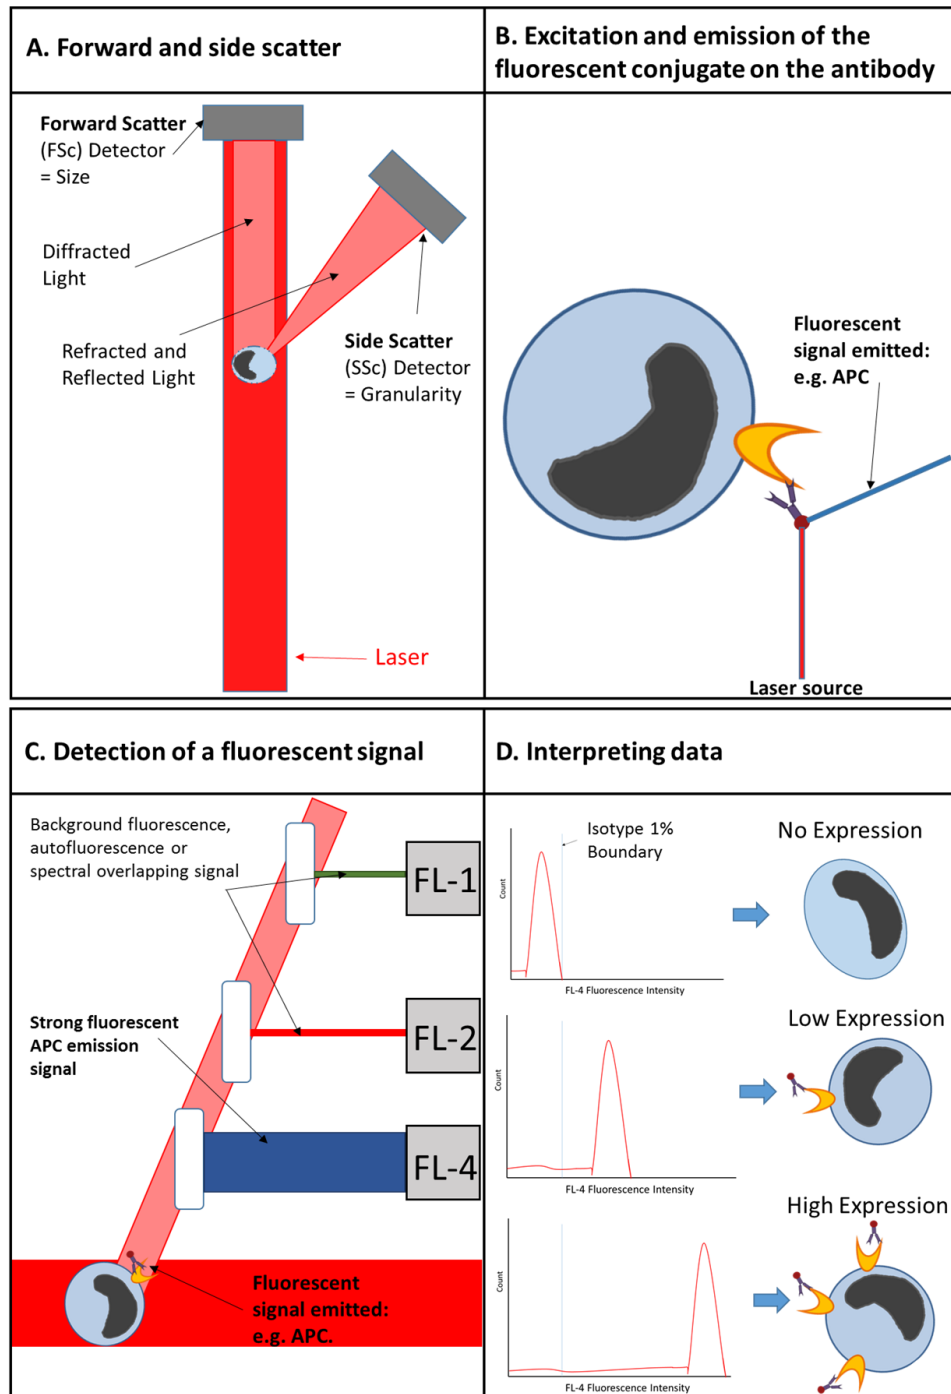 A. Forward and side scatter
Forward Scatter
(FSc) Detector
= Size
Diffracted
Light
Refracted and
Reflected Light
Side Scatter
(SSc) Detector
= Granularity
Laser
B. Excitation and emission of the
fluorescent conjugate on the antibody
Fluorescent
signal emitted:
e.g. APC
Laser source
C. Detection of a fluorescent signal
Background fluorescence,
autofluorescence or
spectral overlapping signal
FL-1
FL-2
Strong fluorescent
APC emission
signal
FL-4
Fluorescent
signal emitted:
e.g. APC.
D. Interpreting data
Isotype 1%
Boundary
No Expression
Count
FL-4 Fluorescence Intensity
Low Expression
Count
FL-4 Fluorescence Intensity
High Expression
Count
FL-4 Fluorescence Intensity